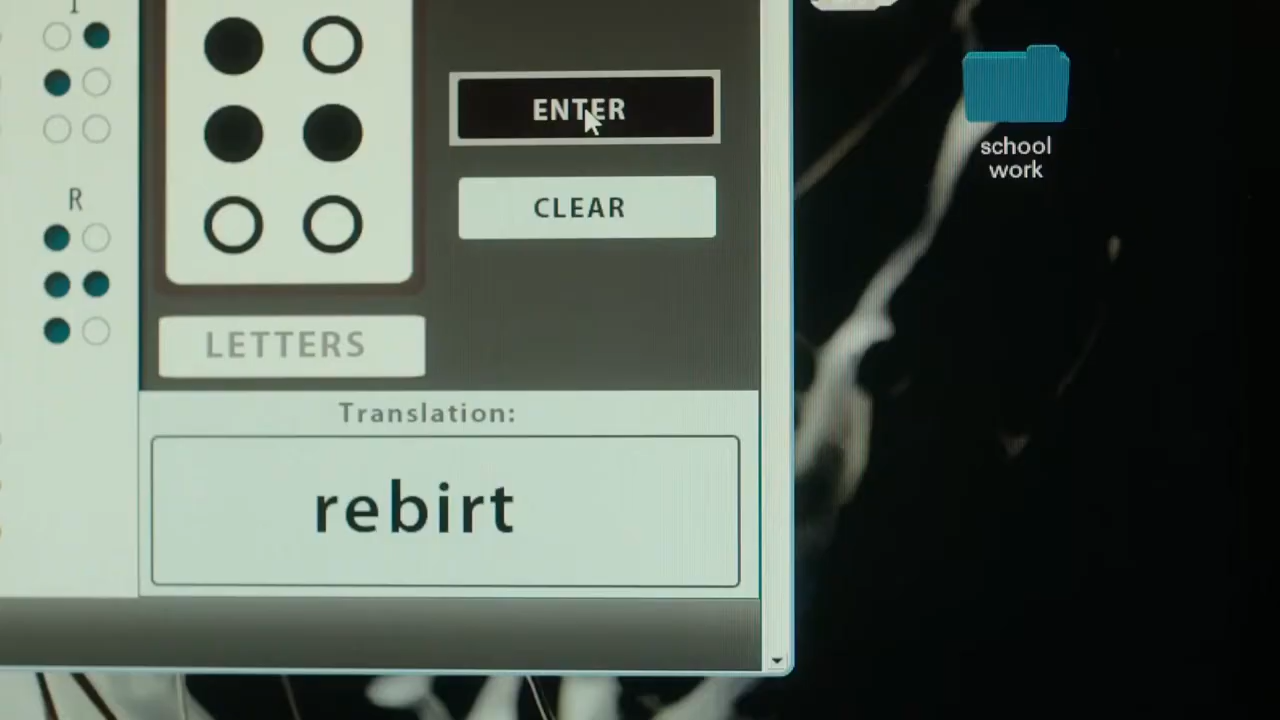 I
R
ENTER
CLEAR
LETTERS
Translation:
rebirt
school
work